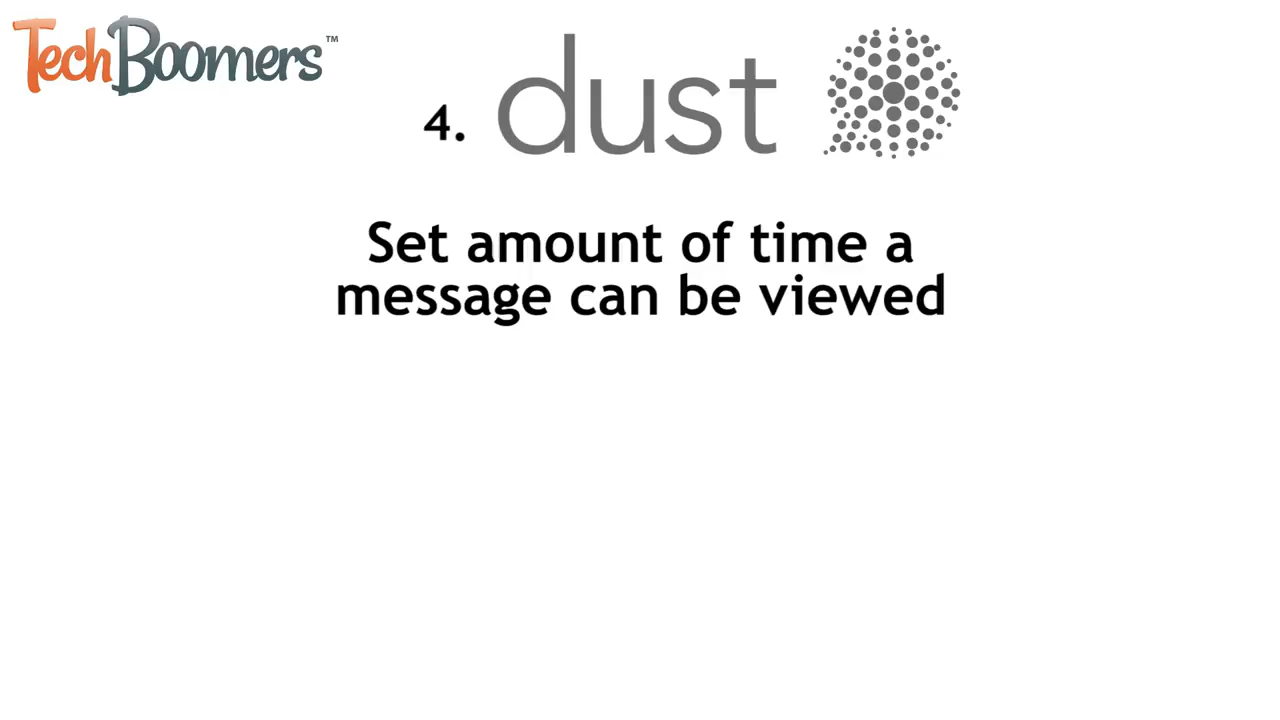 TechBoomers™
4. dust
Set amount of time a
message can be viewed